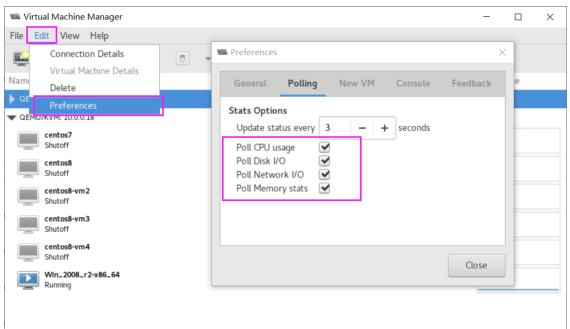 Virtual Machine Manager
File Edit View Help
Connection Details
Virtual Machine Details
Delete
Preferences
Name
QEMU/KVM: 10.0.0.18
centos7
Shutoff
centos8
Shutoff
centos8-vm2
Shutoff
centos8-vm3
Shutoff
centos8-vm4
Shutoff
Win_2008_r2-x86_64
Running
Preferences
General Polling New VM Console Feedback
Stats Options
Update status every 3 − + seconds
Poll CPU usage
Poll Disk I/O
Poll Network I/O
Poll Memory stats
Close